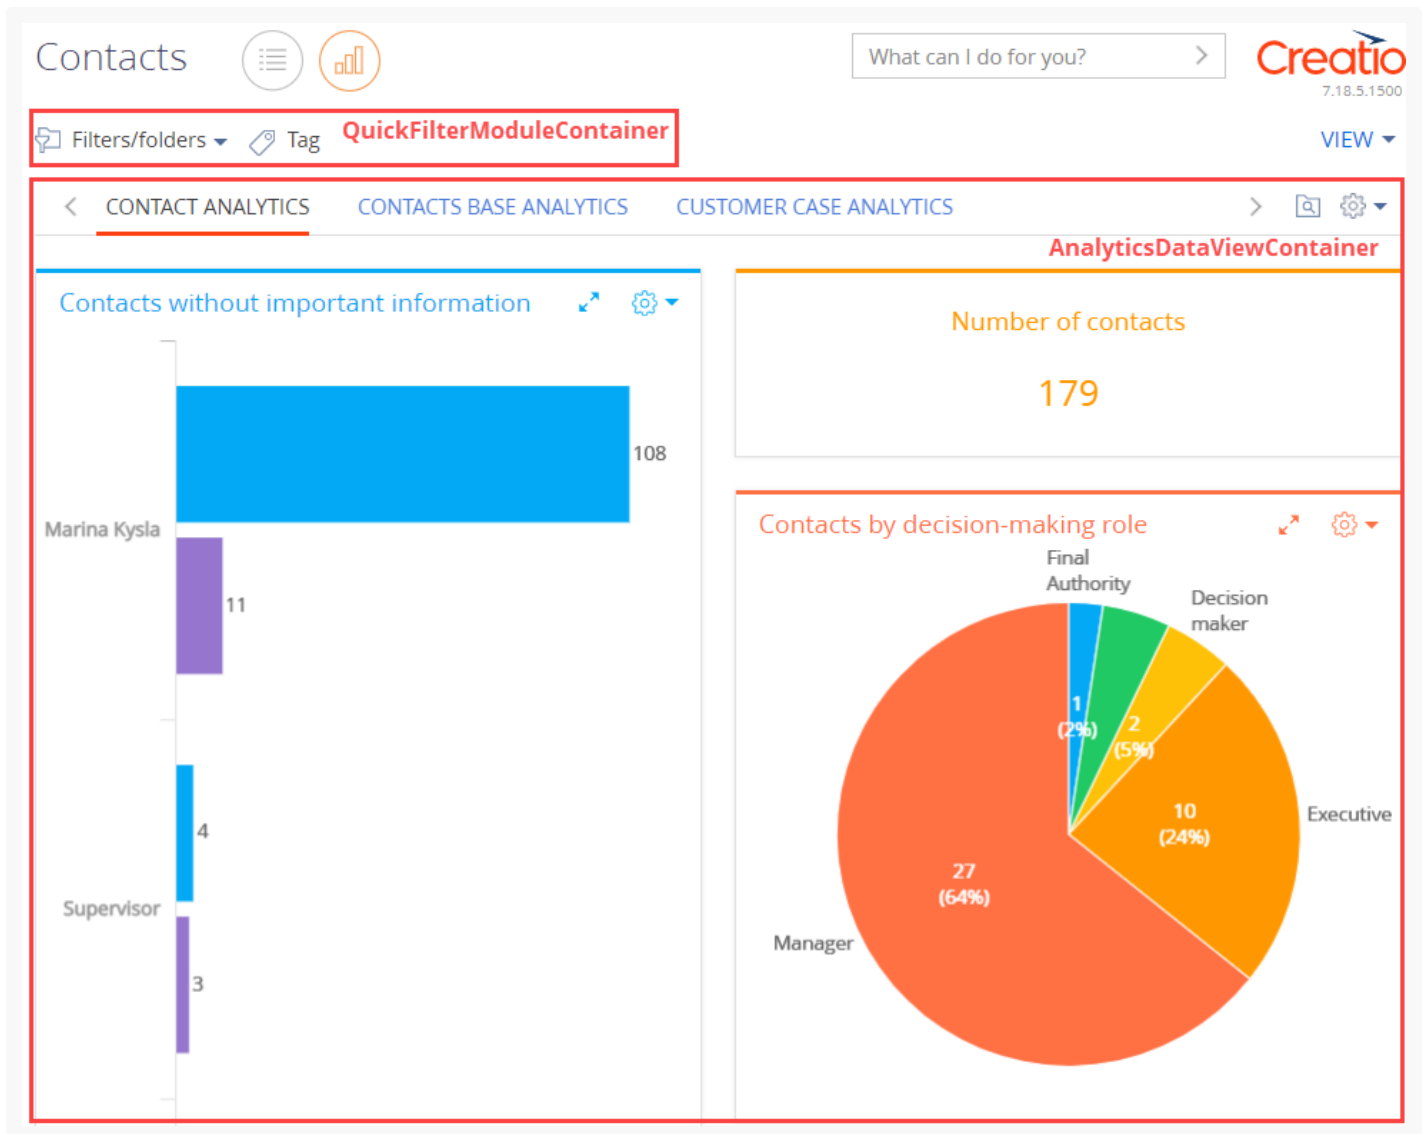 Contacts
What can I do for you?
Creatio
7.18.5.1500
Filters/folders
Tag
QuickFilterModuleContainer
VIEW
CONTACT ANALYTICS
CONTACTS BASE ANALYTICS
CUSTOMER CASE ANALYTICS
AnalyticsDataViewContainer
Contacts without important information
108
Marina Kysla
11
4
Supervisor
3
Number of contacts
179
Contacts by decision-making role
Final
Authority
Decision
maker
1
(2%)
2
(5%)
10
(24%)
Executive
27
(64%)
Manager